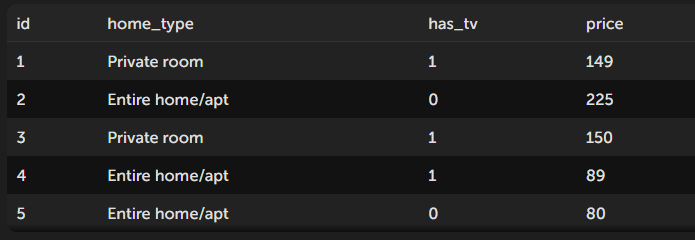 id home_type has_tv price
1 Private room 1 149
2 Entire home/apt 0 225
3 Private room 1 150
4 Entire home/apt 1 89
5 Entire home/apt 0 80